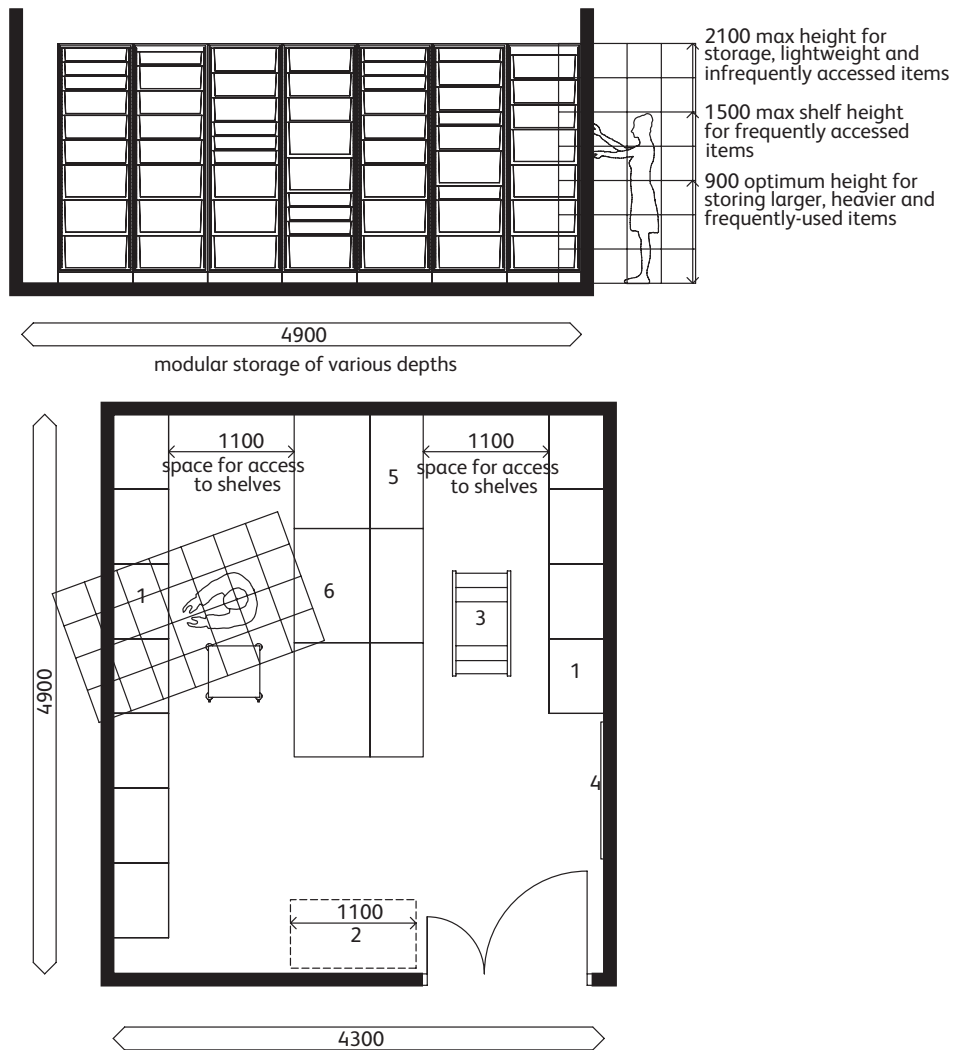 2100 max height for
storage, lightweight and
infrequently accessed items
1500 max shelf height
for frequently accessed
items
900 optimum height for
storing larger, heavier and
frequently-used items
4900
modular storage of various depths
1100
space for access
to shelves
5
1100
space for access
to shelves
1
6
3
1
4900
4
1100
2
4300